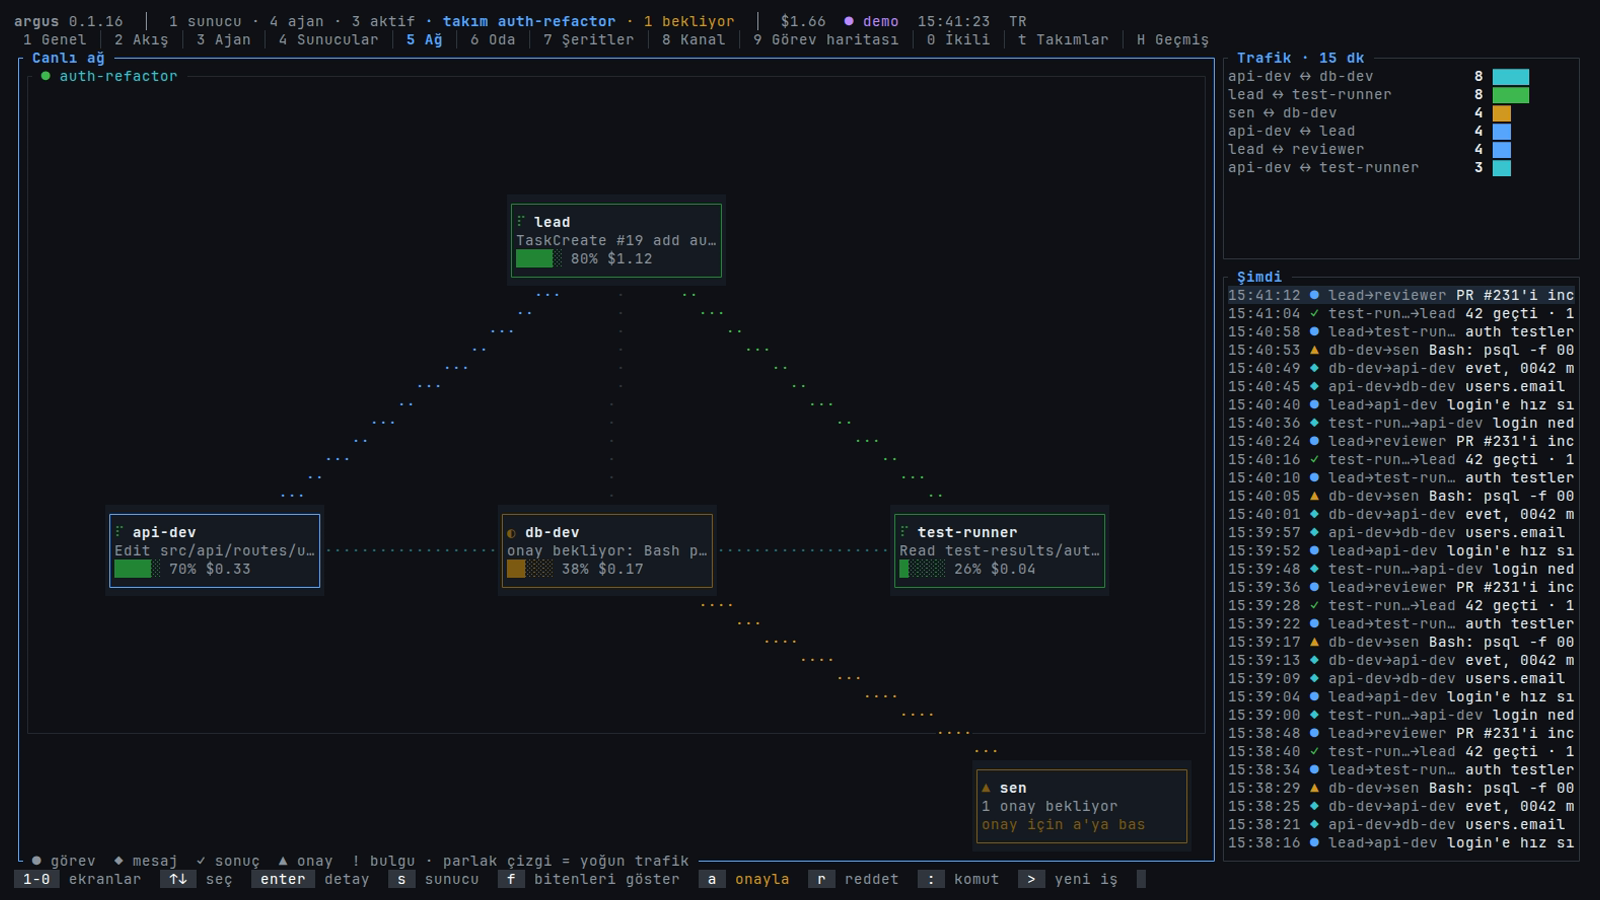 argus 0.1.16 │ 1 sunucu · 4 ajan · 3 aktif · takım auth-refactor · 1 bekliyor │ $1.66 ● demo 15:41:23 TR
1 Genel │ 2 Akış │ 3 Ajan │ 4 Sunucular │ 5 Ağ │ 6 Oda │ 7 Şeritler │ 8 Kanal │ 9 Görev haritası │ 0 İkili │ t Takımlar │ H Geçmiş
Canlı ağ
● auth-refactor
lead
TaskCreate #19 add au…
80% $1.12
api-dev
Edit src/api/routes/u…
70% $0.33
◐ db-dev
onay bekliyor: Bash p…
38% $0.17
test-runner
Read test-results/aut…
26% $0.04
▲ sen
1 onay bekliyor
onay için a'ya bas
● görev ◆ mesaj ✓ sonuç ▲ onay ! bulgu · parlak çizgi = yoğun trafik
Trafik · 15 dk
api-dev ↔ db-dev 8
lead ↔ test-runner 8
sen ↔ db-dev 4
api-dev ↔ lead 4
lead ↔ reviewer 4
api-dev ↔ test-runner 3
Şimdi
15:41:12 ● lead→reviewer PR #231'i inc
15:41:04 ✓ test-run…→lead 42 geçti · 1
15:40:58 ● lead→test-run… auth testler
15:40:53 ▲ db-dev→sen Bash: psql -f 00
15:40:49 ◆ db-dev→api-dev evet, 0042 m
15:40:45 ◆ api-dev→db-dev users.email
15:40:40 ● lead→api-dev login'e hız sı
15:40:36 ◆ test-run…→api-dev login ned
15:40:24 ● lead→reviewer PR #231'i inc
15:40:16 ✓ test-run…→lead 42 geçti · 1
15:40:10 ● lead→test-run… auth testler
15:40:05 ▲ db-dev→sen Bash: psql -f 00
15:40:01 ◆ db-dev→api-dev evet, 0042 m
15:39:57 ◆ api-dev→db-dev users.email
15:39:52 ● lead→api-dev login'e hız sı
15:39:48 ◆ test-run…→api-dev login ned
15:39:36 ● lead→reviewer PR #231'i inc
15:39:28 ✓ test-run…→lead 42 geçti · 1
15:39:22 ● lead→test-run… auth testler
15:39:17 ▲ db-dev→sen Bash: psql -f 00
15:39:13 ◆ db-dev→api-dev evet, 0042 m
15:39:09 ◆ api-dev→db-dev users.email
15:39:04 ● lead→api-dev login'e hız sı
15:39:00 ◆ test-run…→api-dev login ned
15:38:48 ● lead→reviewer PR #231'i inc
15:38:40 ✓ test-run…→lead 42 geçti · 1
15:38:34 ● lead→test-run… auth testler
15:38:29 ▲ db-dev→sen Bash: psql -f 00
15:38:25 ◆ db-dev→api-dev evet, 0042 m
15:38:21 ◆ api-dev→db-dev users.email
15:38:16 ● lead→api-dev login'e hız sı
1-0 ekranlar ↑↓ seç enter detay s sunucu f bitenleri göster a onayla r reddet : komut > yeni iş